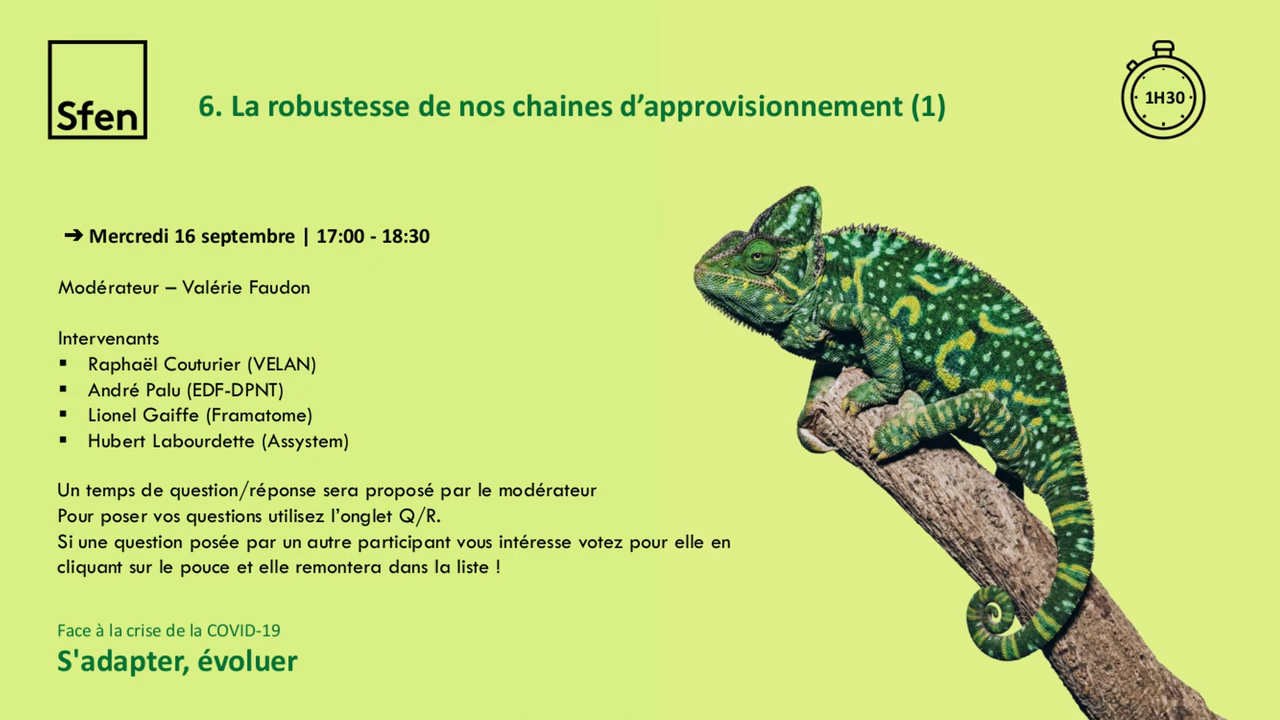 Sfen
6. La robustesse de nos chaines d’approvisionnement (1)
1H30
➔ Mercredi 16 septembre | 17:00 - 18:30
Modérateur – Valérie Faudon
Intervenants
▪ Raphaël Couturier (VELAN)
▪ André Palu (EDF-DPNT)
▪ Lionel Gaiffe (Framatome)
▪ Hubert Labourdette (Assystem)
Un temps de question/réponse sera proposé par le modérateur
Pour poser vos questions utilisez l’onglet Q/R.
Si une question posée par un autre participant vous intéresse votez pour elle en
cliquant sur le pouce et elle remontera dans la liste !
Face à la crise de la COVID-19
S'adapter, évoluer